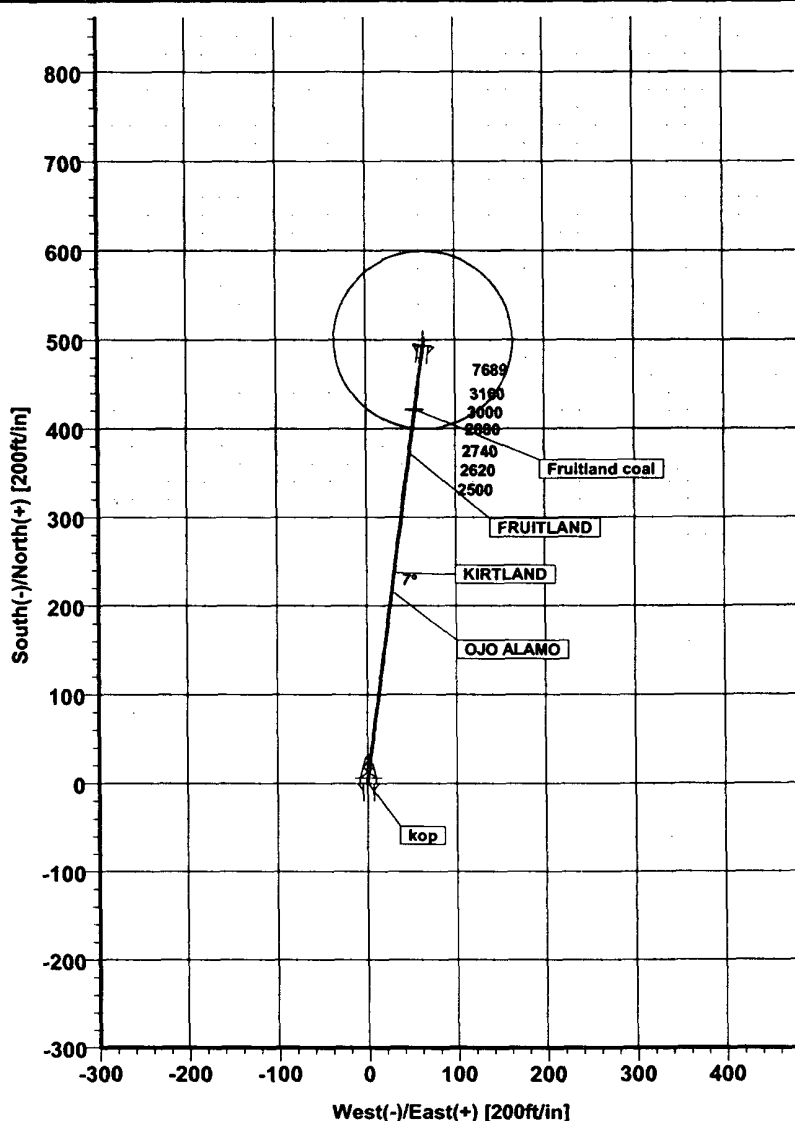 800
700
600
500
7689
3160
3000
400
2880
2740
Fruitland coal
2620
2500
300
FRUITLAND
KIRTLAND
7°
200
OJO ALAMO
100
0
kop
-100
-200
-300
-300 -200 -100 0 100 200 300 400
West(-)/East(+) [200ft/in]
South(-)/North(+) [200ft/in]